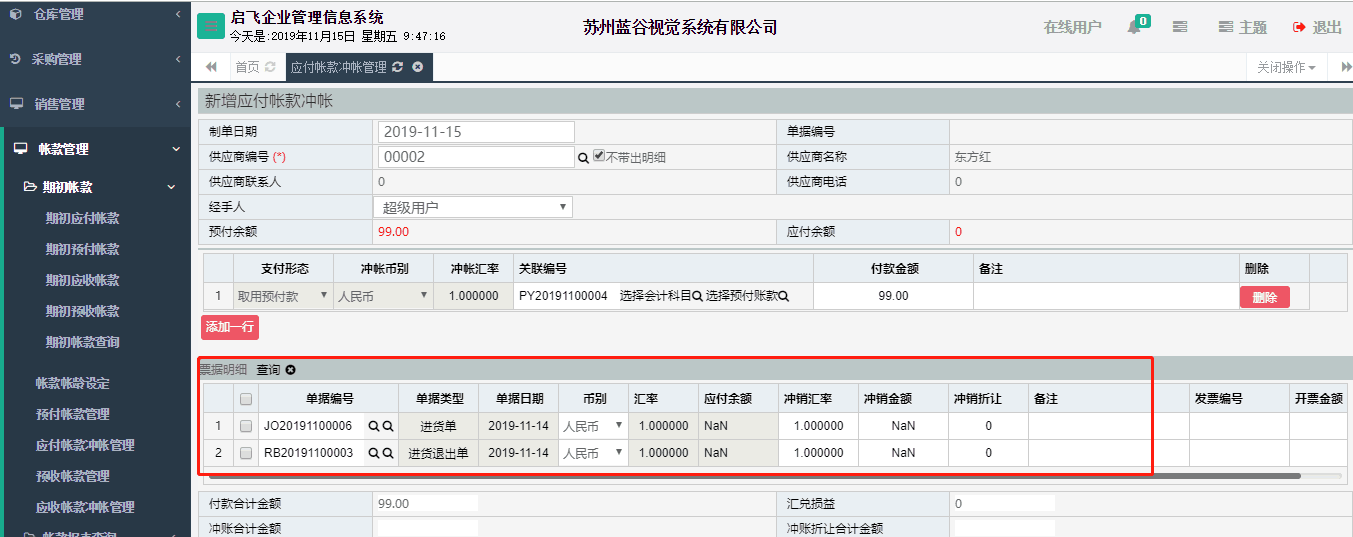 仓库管理
采购管理
销售管理
帐款管理
期初帐款
期初应付帐款
期初预付帐款
期初应收帐款
期初预收帐款
期初帐款查询
帐款帐龄设定
预付帐款管理
应付帐款冲帐管理
预收帐款管理
应收帐款冲帐管理
启飞企业管理信息系统
今天是:2019年11月15日 星期五 9:47:16
苏州蓝谷视觉系统有限公司
在线用户 0 主题 退出
首页 应付帐款冲帐管理 关闭操作
新增应付帐款冲帐
制单日期 2019-11-15 单据编号
供应商编号 (*) 00002 不带出明细 供应商名称 东方红
供应商联系人 0 供应商电话 0
经手人 超级用户
预付余额 99.00 应付余额 0
支付形态 冲帐币别 冲帐汇率 关联编号 付款金额 备注 删除
1 取用预付款 人民币 1.000000 PY20191100004 选择会计科目 选择预付账款 99.00 删除
添加一行
票据明细 查询
单据编号 单据类型 单据日期 币别 汇率 应付余额 冲销汇率 冲销金额 冲销折让 备注 发票编号 开票金额
1 JO20191100006 进货单 2019-11-14 人民币 1.000000 NaN 1.000000 NaN 0
2 RB20191100003 进货退出单 2019-11-14 人民币 1.000000 NaN 1.000000 NaN 0
付款合计金额 99.00 汇兑损益 0
冲账合计金额 冲账折让合计金额